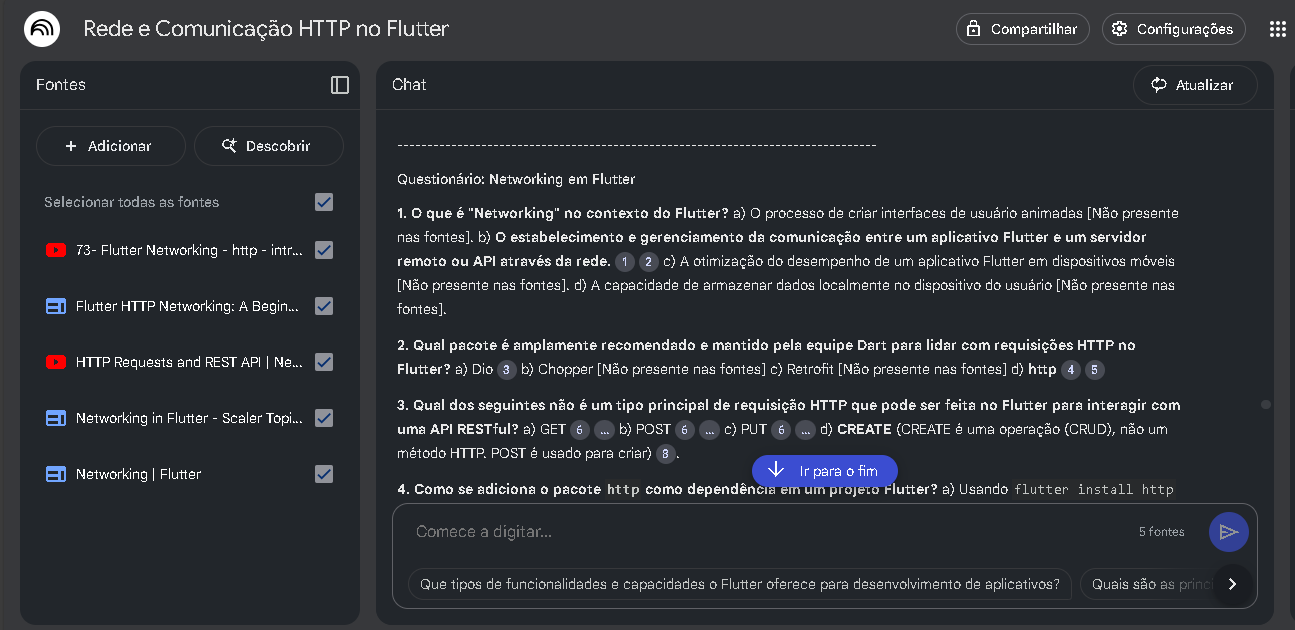 Rede e Comunicação HTTP no Flutter
Compartilhar
Configurações
Fontes
Adicionar
Descobrir
Selecionar todas as fontes
73- Flutter Networking - http - intr...
Flutter HTTP Networking: A Begin...
HTTP Requests and REST API | Ne...
Networking in Flutter - Scaler Topi...
Networking | Flutter
Chat
Atualizar
--------------------------------------------------------------------------------
Questionário: Networking em Flutter
1. O que é "Networking" no contexto do Flutter? a) O processo de criar interfaces de usuário animadas [Não presente
nas fontes]. b) O estabelecimento e gerenciamento da comunicação entre um aplicativo Flutter e um servidor
remoto ou API através da rede. 1 2 c) A otimização do desempenho de um aplicativo Flutter em dispositivos móveis
[Não presente nas fontes]. d) A capacidade de armazenar dados localmente no dispositivo do usuário [Não presente nas
fontes].
2. Qual pacote é amplamente recomendado e mantido pela equipe Dart para lidar com requisições HTTP no
Flutter? a) Dio 3 b) Chopper [Não presente nas fontes] c) Retrofit [Não presente nas fontes] d) http 4 5
3. Qual dos seguintes não é um tipo principal de requisição HTTP que pode ser feita no Flutter para interagir com
uma API RESTful? a) GET 6 ... b) POST 6 ... c) PUT 6 ... d) CREATE (CREATE é uma operação (CRUD), não um
método HTTP. POST é usado para criar) 8.
Ir para o fim
4. Como se adiciona o pacote http como dependência em um projeto Flutter? a) Usando flutter install http
Comece a digitar...
5 fontes
Que tipos de funcionalidades e capacidades o Flutter oferece para desenvolvimento de aplicativos?
Quais são as princ